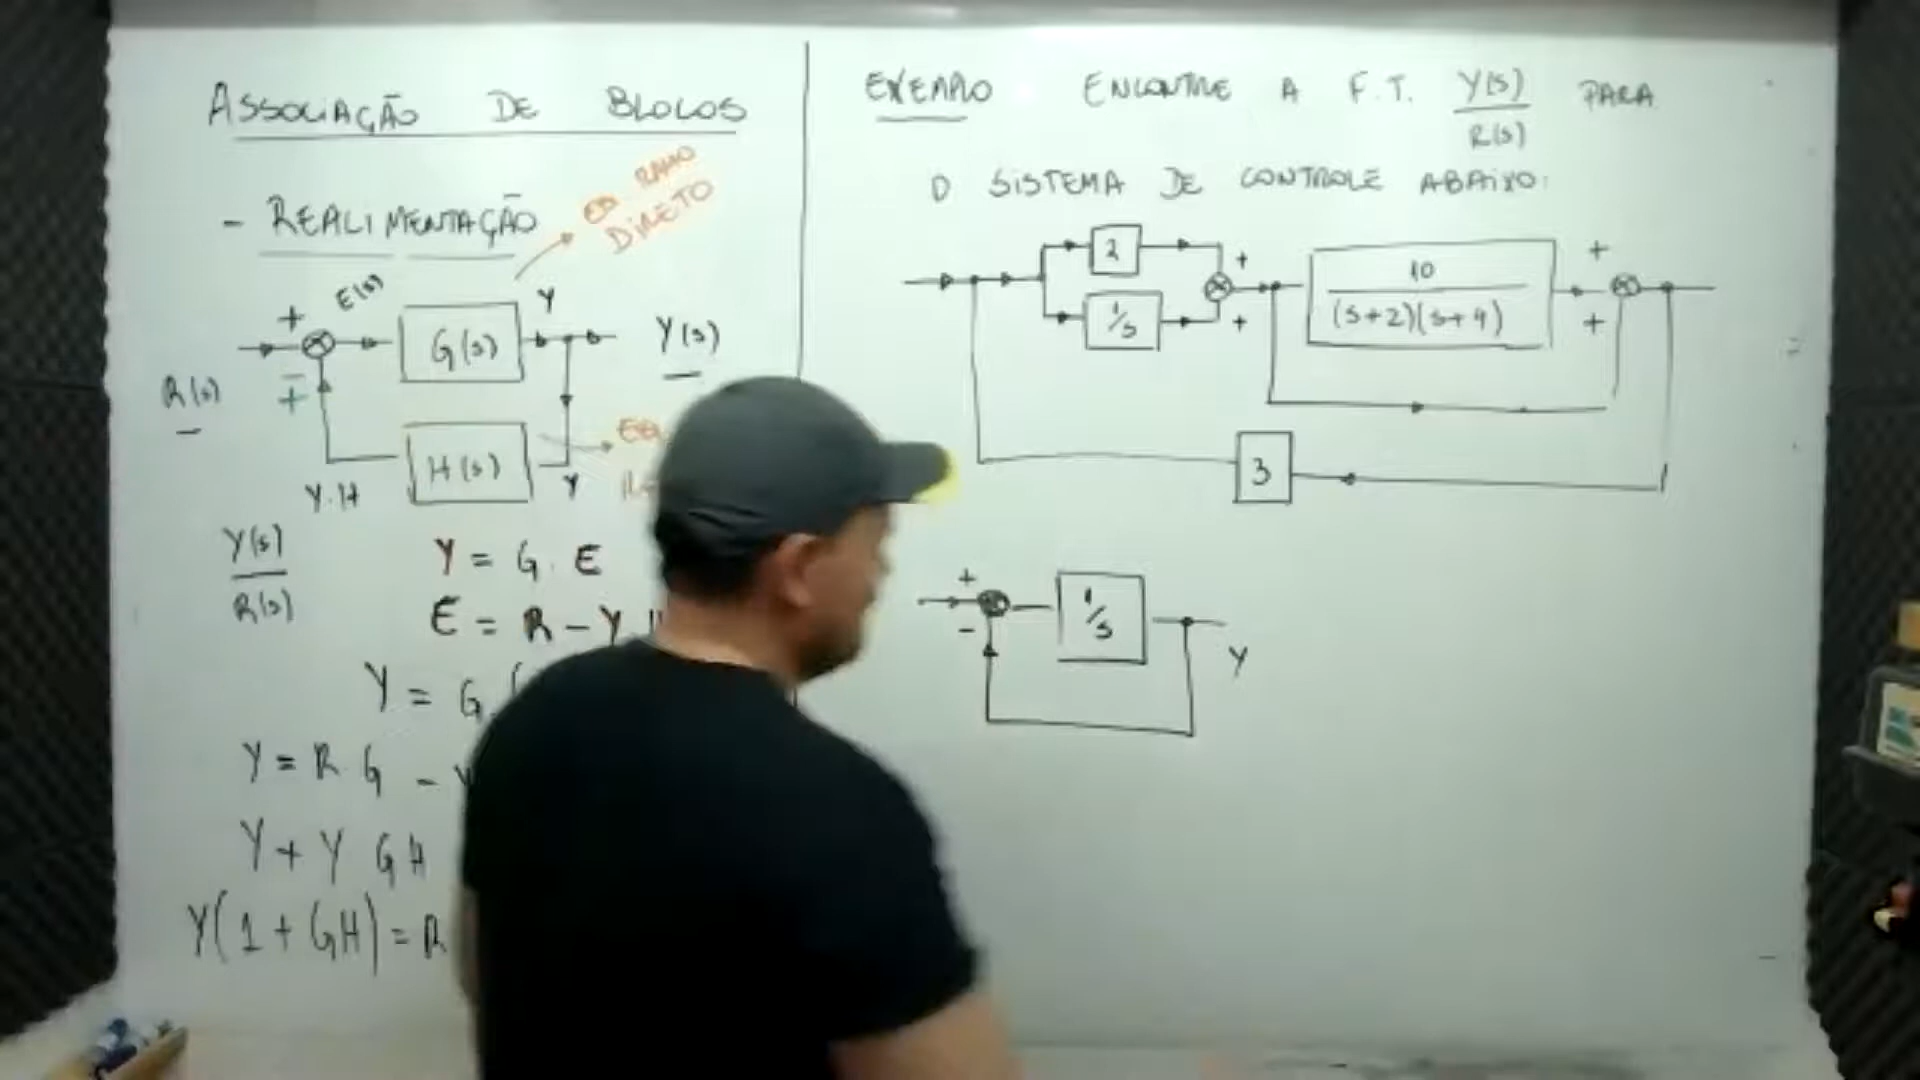 ASSOCIAÇÃO DE BLOCOS
- REALIMENTAÇÃO
RAMO
DIRETO
+ E(s) G(s) Y Y(s)
R(s) - +
H(s)
Y.H Y
Y(s)
R(s)
Y = G. E
E = R - Y
Y = G.
Y = R G -
Y + Y GH
Y(1 + GH) = R
EXEMPLO ENCONTRE A F.T. Y(s) PARA
R(s)
O SISTEMA DE CONTROLE ABAIXO:
2 + 10 +
1/s + (s+2)(s+4) +
3
+ 1/s
- Y